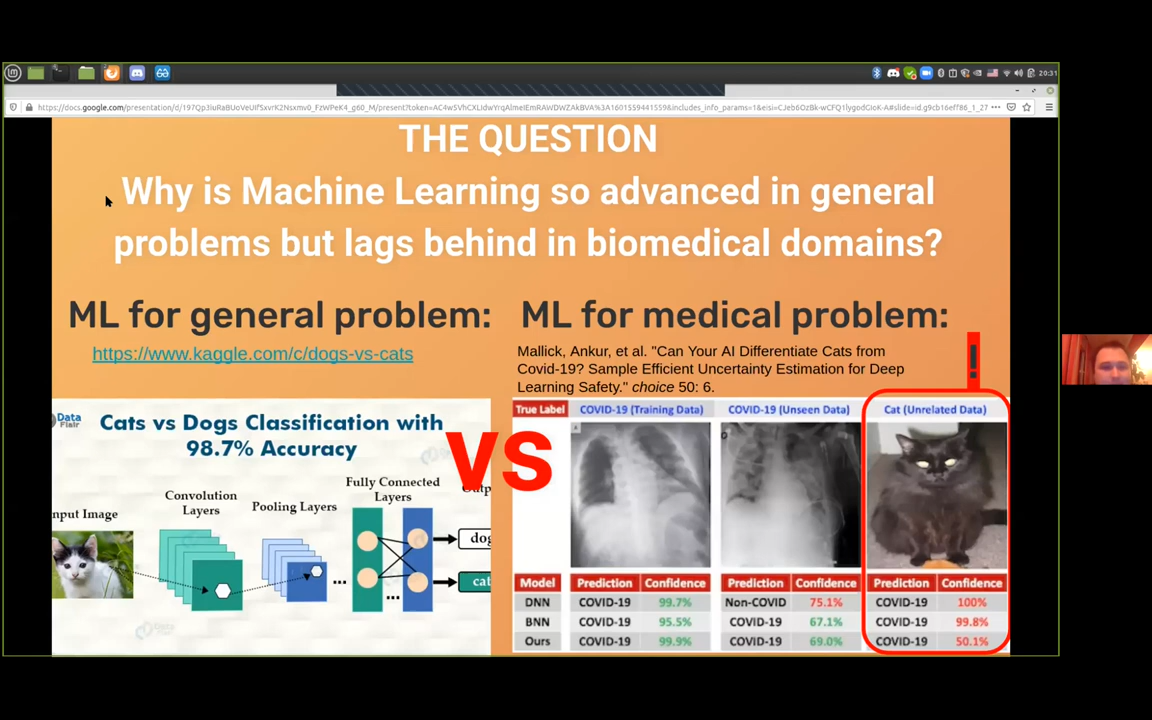 20:31
THE QUESTION
Why is Machine Learning so advanced in general
problems but lags behind in biomedical domains?
ML for general problem:
https://www.kaggle.com/c/dogs-vs-cats
Data
Flair
Cats vs Dogs Classification with
98.7% Accuracy
Fully Connected
Layers
Convolution
Layers
Pooling Layers
nput Image
dog
cat
...
...
VS
ML for medical problem:
!
Mallick, Ankur, et al. "Can Your AI Differentiate Cats from
Covid-19? Sample Efficient Uncertainty Estimation for Deep
Learning Safety." choice 50: 6.
True Label COVID-19 (Training Data) COVID-19 (Unseen Data) Cat (Unrelated Data)
Model Prediction Confidence Prediction Confidence Prediction Confidence
DNN COVID-19 99.7% Non-COVID 75.1% COVID-19 100%
BNN COVID-19 95.5% COVID-19 67.1% COVID-19 99.8%
Ours COVID-19 99.9% COVID-19 69.0% COVID-19 50.1%